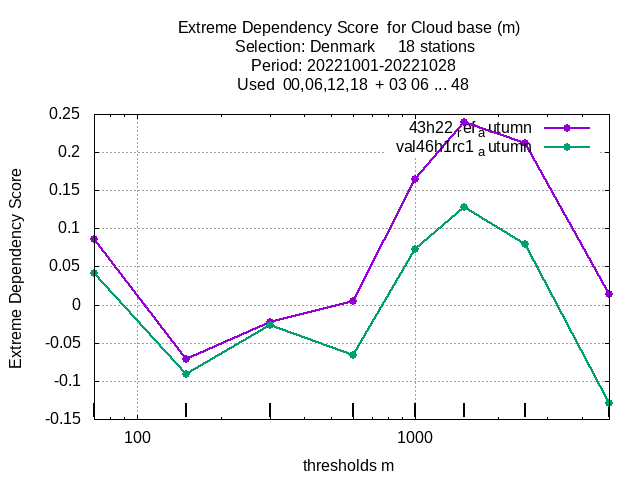 Extreme Dependency Score for Cloud base (m)
Selection: Denmark 18 stations
Period: 20221001-20221028
Used 00,06,12,18 + 03 06 ... 48
43h22 rer a utumn
val46h1rc1 a utumn
Extreme Dependency Score
0.25
0.2
0.15
0.1
0.05
0
-0.05
-0.1
-0.15
100 1000
thresholds m